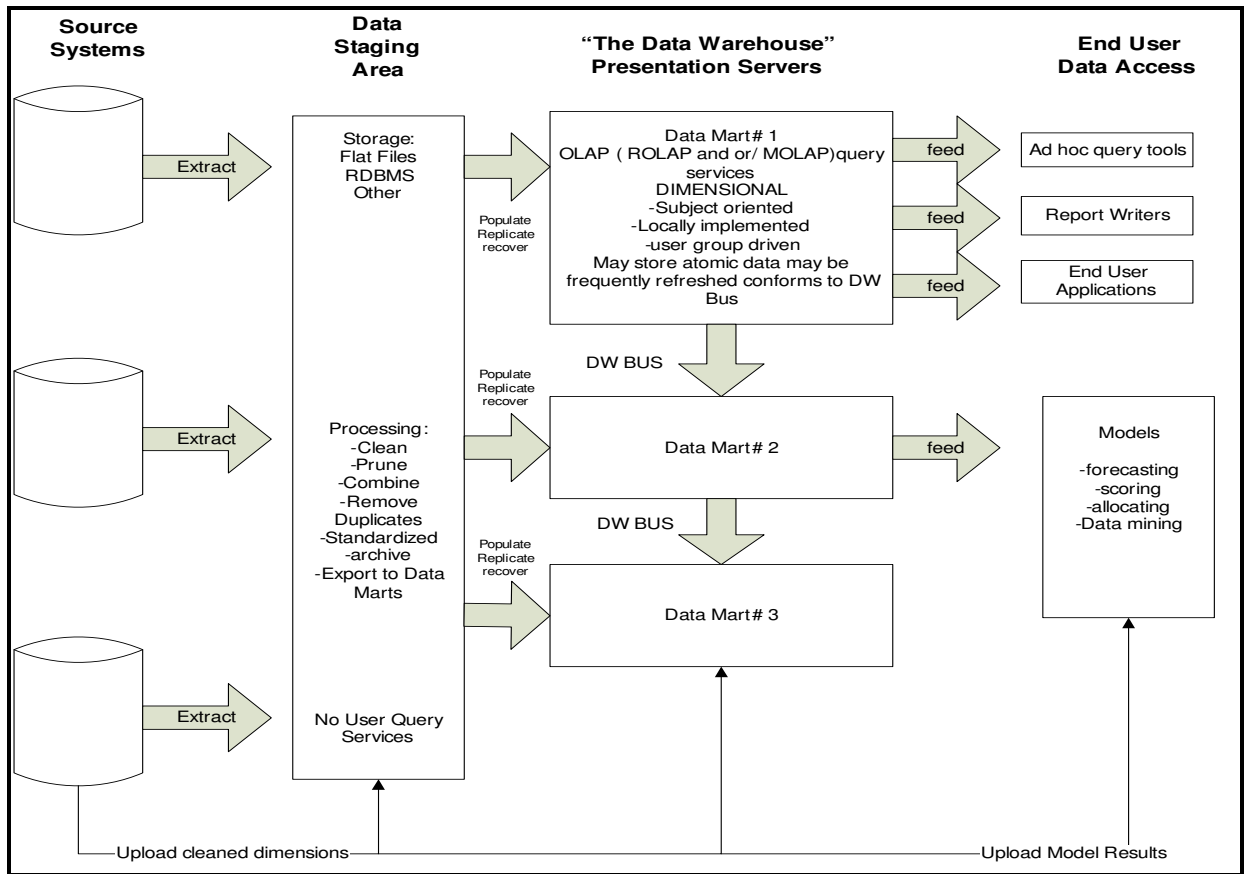 Source
Systems
Data
Staging
Area
“The Data Warehouse”
Presentation Servers
End User
Data Access
Extract
Extract
Extract
Storage:
Flat Files
RDBMS
Other
Processing:
-Clean
-Prune
-Combine
-Remove
Duplicates
-Standardized
-archive
-Export to Data
Marts
No User Query
Services
Populate
Replicate
recover
Populate
Replicate
recover
Populate
Replicate
recover
Data Mart# 1
OLAP ( ROLAP and or/ MOLAP)query
services
DIMENSIONAL
-Subject oriented
-Locally implemented
-user group driven
May store atomic data may be
frequently refreshed conforms to DW
Bus
DW BUS
Data Mart# 2
DW BUS
Data Mart# 3
feed
feed
feed
feed
Ad hoc query tools
Report Writers
End User
Applications
Models
-forecasting
-scoring
-allocating
-Data mining
Upload cleaned dimensions
Upload Model Results